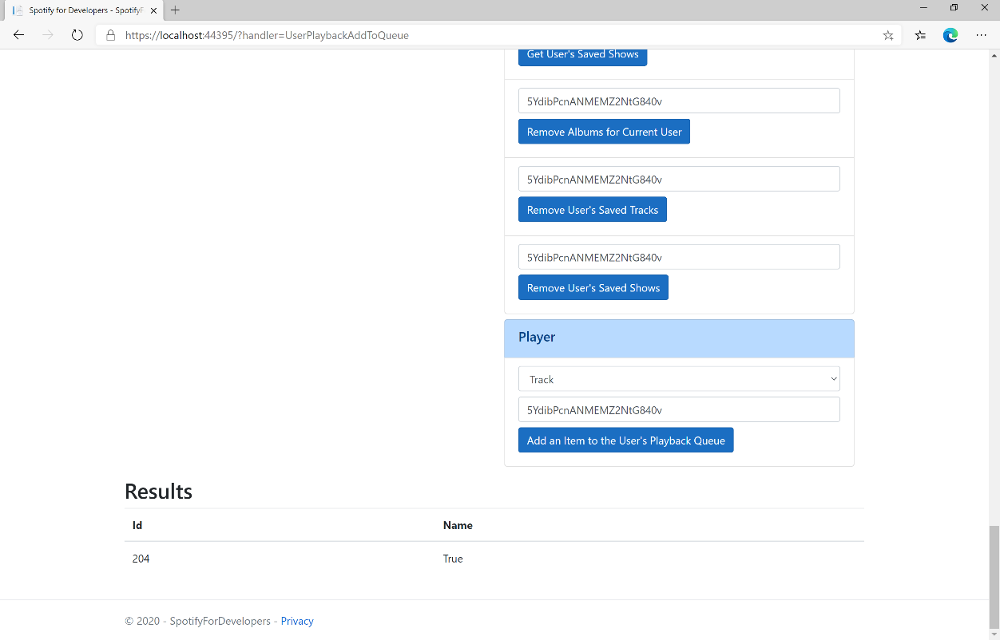 Spotify for Developers - SpotifyF
https://localhost:44395/?handler=UserPlaybackAddToQueue
Get User's Saved Shows
5YdibPcnANMEMZ2NtG840v
Remove Albums for Current User
5YdibPcnANMEMZ2NtG840v
Remove User's Saved Tracks
5YdibPcnANMEMZ2NtG840v
Remove User's Saved Shows
Player
Track
5YdibPcnANMEMZ2NtG840v
Add an Item to the User's Playback Queue
Results
Id Name
204 True
© 2020 - SpotifyForDevelopers - Privacy